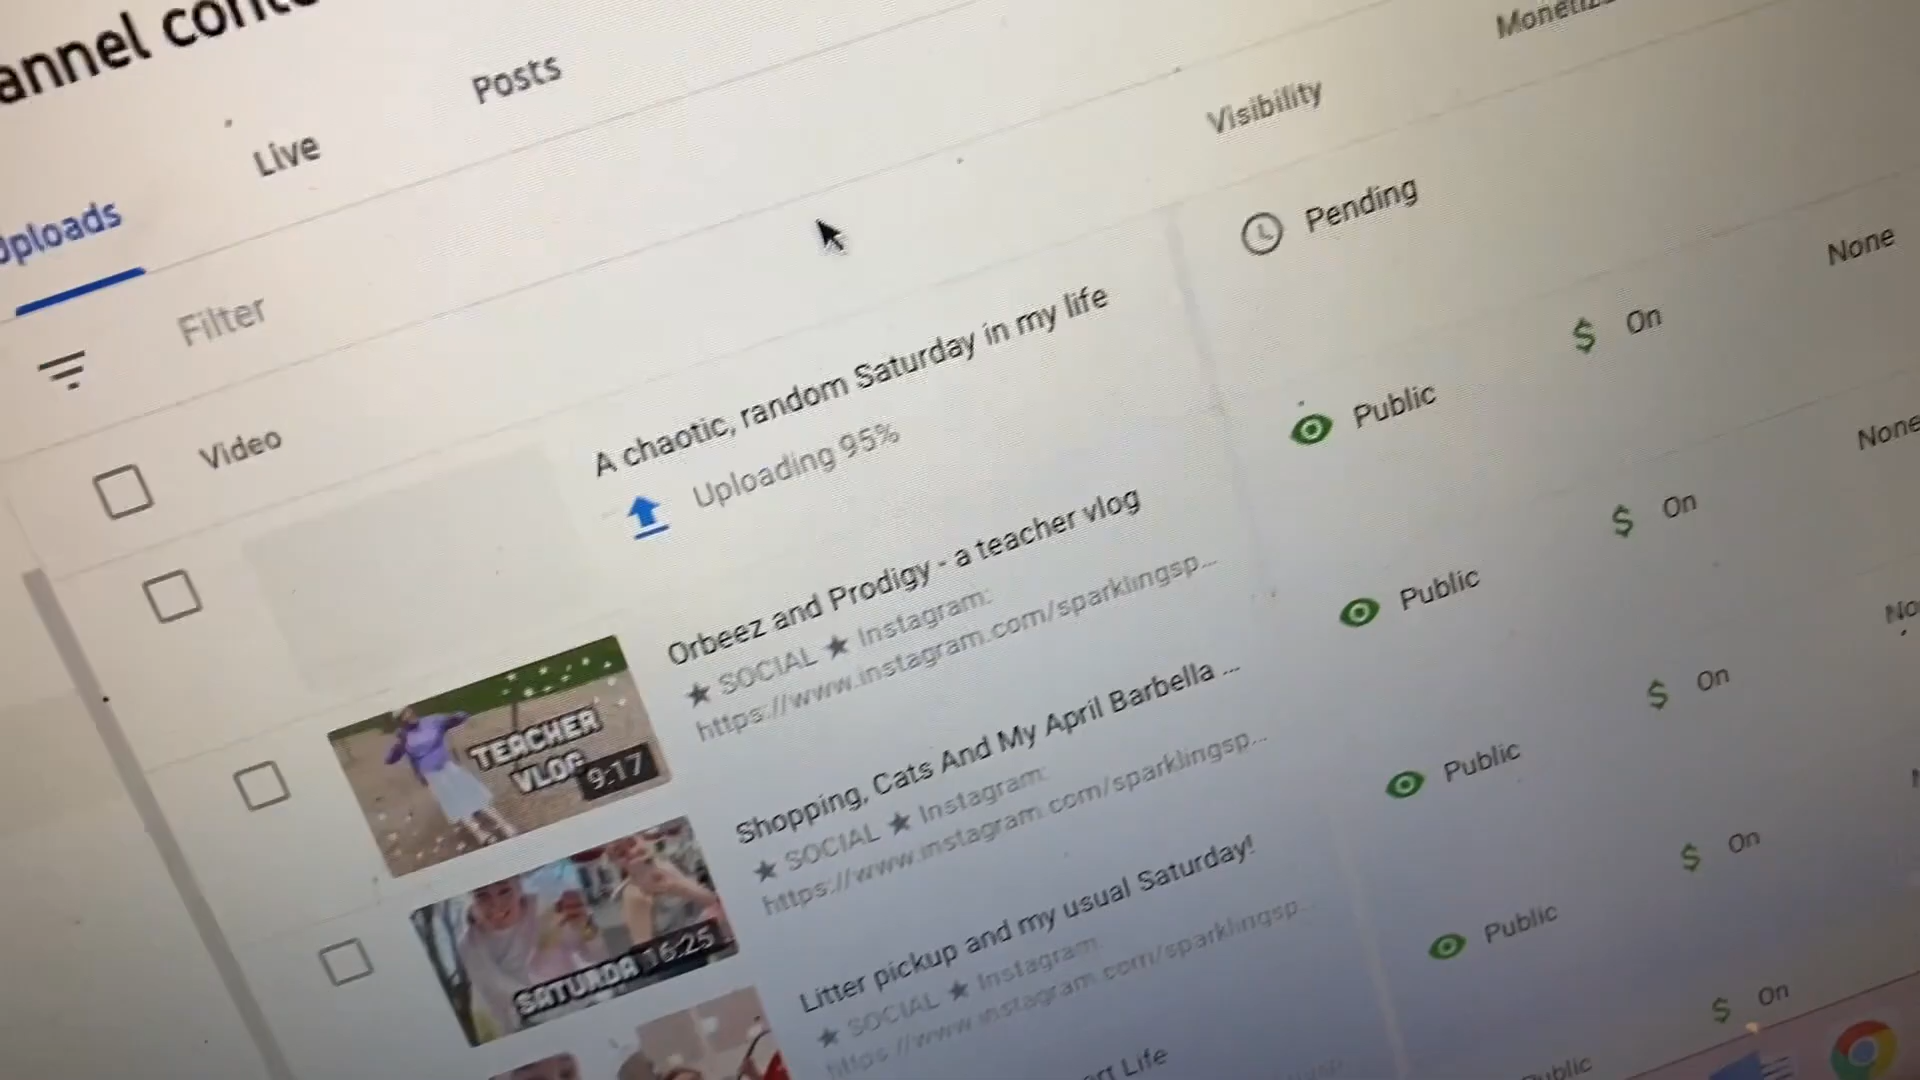 Live
Posts
Uploads
Filter
Video
Visibility
A chaotic, random Saturday in my life
Uploading 95%
Pending
None
TEACHER
VLOG
9:17
Orbeez and Prodigy - a teacher vlog
★ SOCIAL ★ Instagram:
https://www.instagram.com/sparklingsp...
Public
$ On
None
16:25
Shopping, Cats And My April Barbella ...
★ SOCIAL ★ Instagram:
https://www.instagram.com/sparklingsp...
Public
$ On
Litter pickup and my usual Saturday!
★ SOCIAL ★ Instagram:
https://www.instagram.com/sparklingsp...
Public
$ On
Life
Public
$ On
Public
$ On